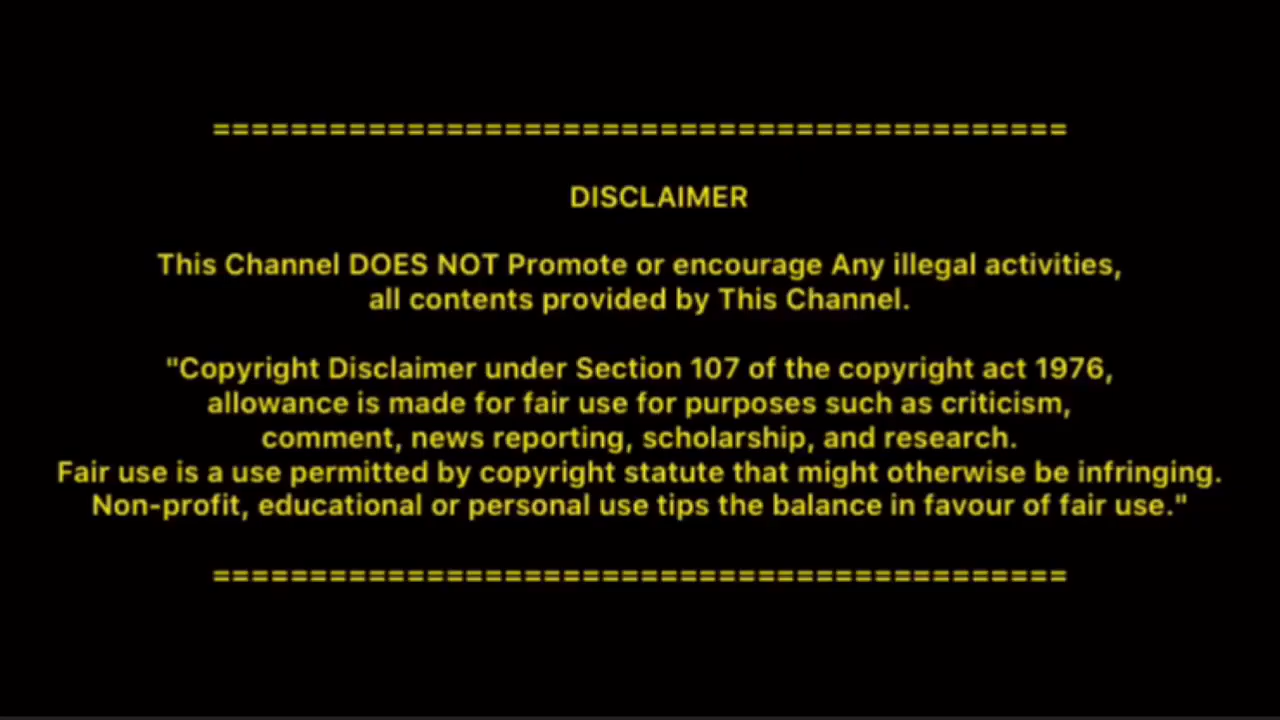 ============================================
DISCLAIMER
This Channel DOES NOT Promote or encourage Any illegal activities,
all contents provided by This Channel.
"Copyright Disclaimer under Section 107 of the copyright act 1976,
allowance is made for fair use for purposes such as criticism,
comment, news reporting, scholarship, and research.
Fair use is a use permitted by copyright statute that might otherwise be infringing.
Non-profit, educational or personal use tips the balance in favour of fair use."
============================================